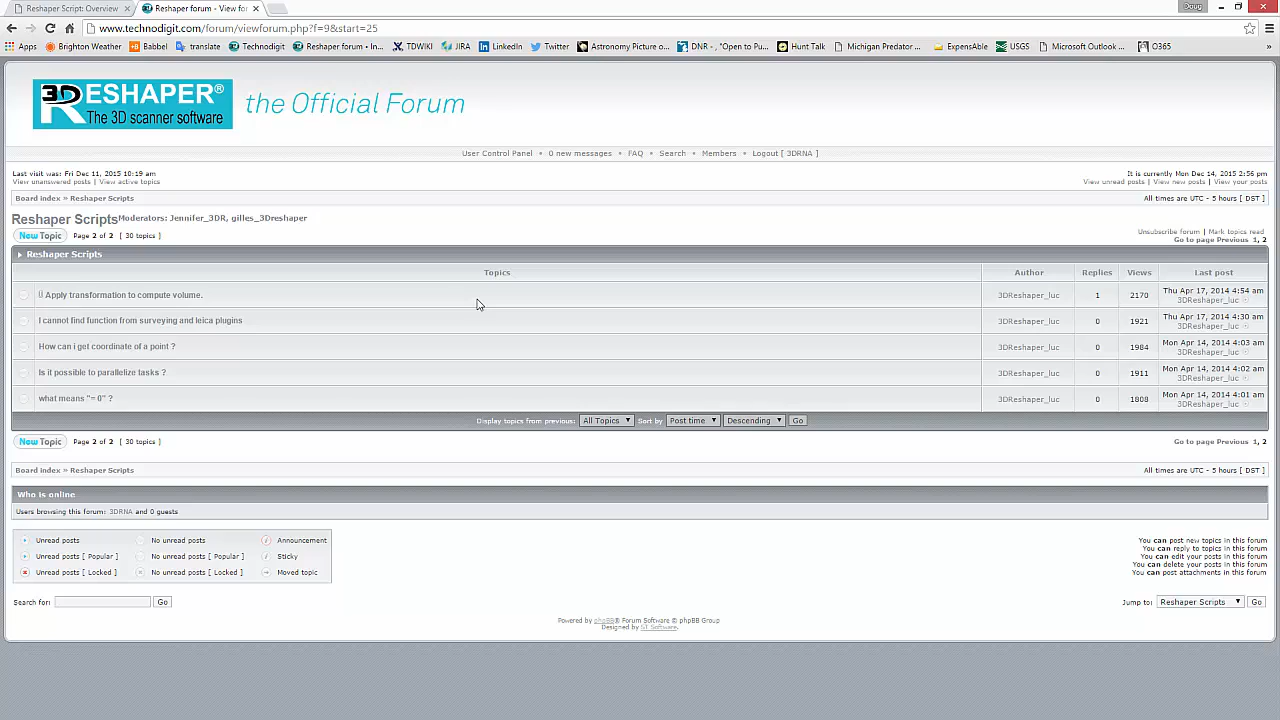 Reshaper Script: Overview
Reshaper forum - View for
Doug
www.technodigit.com/forum/viewforum.php?f=9&start=25
Apps Brighton Weather Babbel translate Technodigit Reshaper forum • In... TDWIKI JIRA LinkedIn Twitter Astronomy Picture o... DNR - , "Open to Pu... Hunt Talk Michigan Predator ... ExpensAble USGS Microsoft Outlook ... O365 »
3DRESHAPER®
The 3D scanner software
the Official Forum
User Control Panel • 0 new messages • FAQ • Search • Members • Logout [ 3DRNA ]
Last visit was: Fri Dec 11, 2015 10:19 am
It is currently Mon Dec 14, 2015 2:56 pm
View unanswered posts | View active topics
View unread posts | View new posts | View your posts
Board index » Reshaper Scripts
All times are UTC - 5 hours [ DST ]
Reshaper Scripts Moderators: Jennifer_3DR, gilles_3Dreshaper
New Topic Page 2 of 2 [ 30 topics ]
Unsubscribe forum | Mark topics read
Go to page Previous 1, 2
Reshaper Scripts
Topics Author Replies Views Last post
Apply transformation to compute volume. 3DReshaper_luc 1 2170 Thu Apr 17, 2014 4:54 am
3DReshaper_luc
I cannot find function from surveying and leica plugins 3DReshaper_luc 0 1921 Thu Apr 17, 2014 4:30 am
3DReshaper_luc
How can i get coordinate of a point ? 3DReshaper_luc 0 1984 Mon Apr 14, 2014 4:03 am
3DReshaper_luc
Is it possible to parallelize tasks ? 3DReshaper_luc 0 1911 Mon Apr 14, 2014 4:02 am
3DReshaper_luc
what means "= 0" ? 3DReshaper_luc 0 1808 Mon Apr 14, 2014 4:01 am
3DReshaper_luc
Display topics from previous: All Topics Sort by Post time Descending Go
New Topic Page 2 of 2 [ 30 topics ]
Go to page Previous 1, 2
Board index » Reshaper Scripts
All times are UTC - 5 hours [ DST ]
Who is online
Users browsing this forum: 3DRNA and 0 guests
Unread posts No unread posts Announcement
Unread posts [ Popular ] No unread posts [ Popular ] Sticky
Unread posts [ Locked ] No unread posts [ Locked ] Moved topic
You can post new topics in this forum
You can reply to topics in this forum
You can edit your posts in this forum
You can delete your posts in this forum
You can post attachments in this forum
Search for: Go
Jump to: Reshaper Scripts Go
Powered by phpBB® Forum Software © phpBB Group
Designed by ST Software.